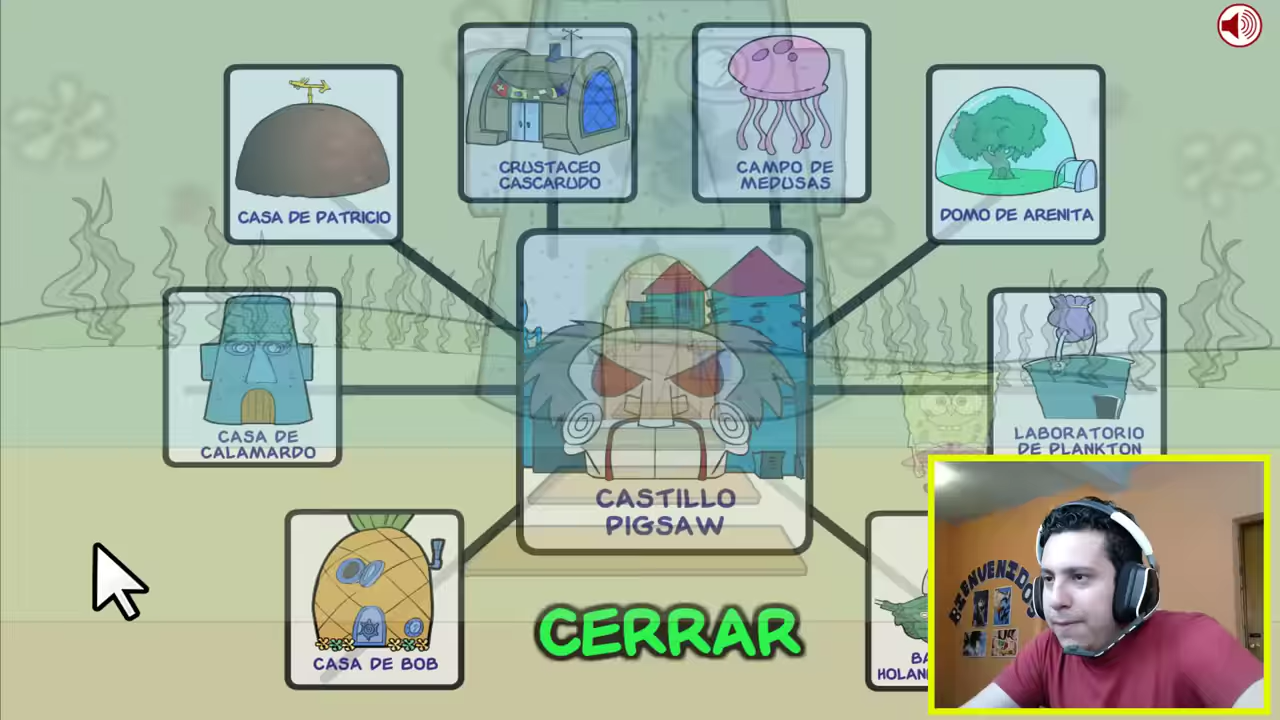 CRUSTACEO
CASCARUDO
CAMPO DE
MEDUSAS
CASA DE PATRICIO
DOMO DE ARENITA
CASA DE
CALAMARDO
LABORATORIO
DE PLANKTON
CASTILLO
PIGSAW
CASA DE BOB
CERRAR
BIENVENIDOS